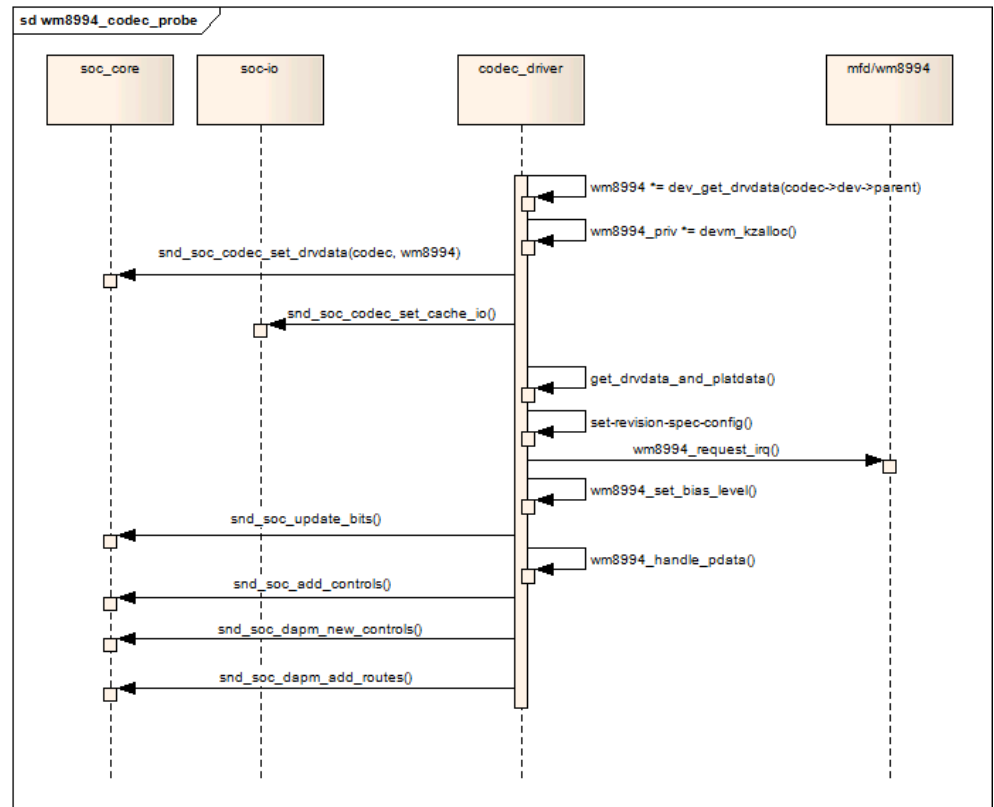 sd wm8994_codec_probe
soc_core
soc-io
codec_driver
mfd/wm8994
wm8994 *= dev_get_drvdata(codec->dev->parent)
wm8994_priv *= devm_kzalloc()
snd_soc_codec_set_drvdata(codec, wm8994)
snd_soc_codec_set_cache_io()
get_drvdata_and_platdata()
set-revision-spec-config()
wm8994_request_irq()
wm8994_set_bias_level()
snd_soc_update_bits()
wm8994_handle_pdata()
snd_soc_add_controls()
snd_soc_dapm_new_controls()
snd_soc_dapm_add_routes()